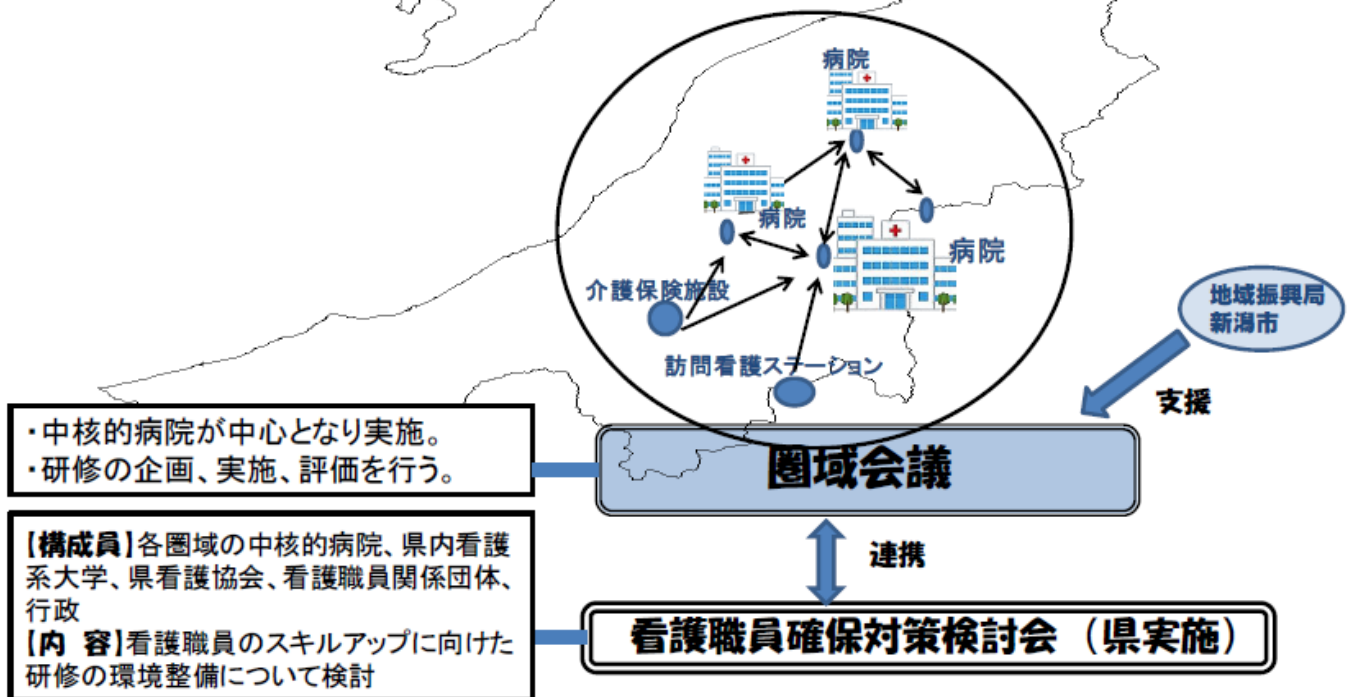 病院
病院
病院
介護保険施設
訪問看護ステーション
地域振興局
新潟市
支援
・中核的病院が中心となり実施。
・研修の企画、実施、評価を行う。
圏域会議
連携
【構成員】各圏域の中核的病院、県内看護
系大学、県看護協会、看護職員関係団体、
行政
【内 容】看護職員のスキルアップに向けた
研修の環境整備について検討
看護職員確保対策検討会（県実施）